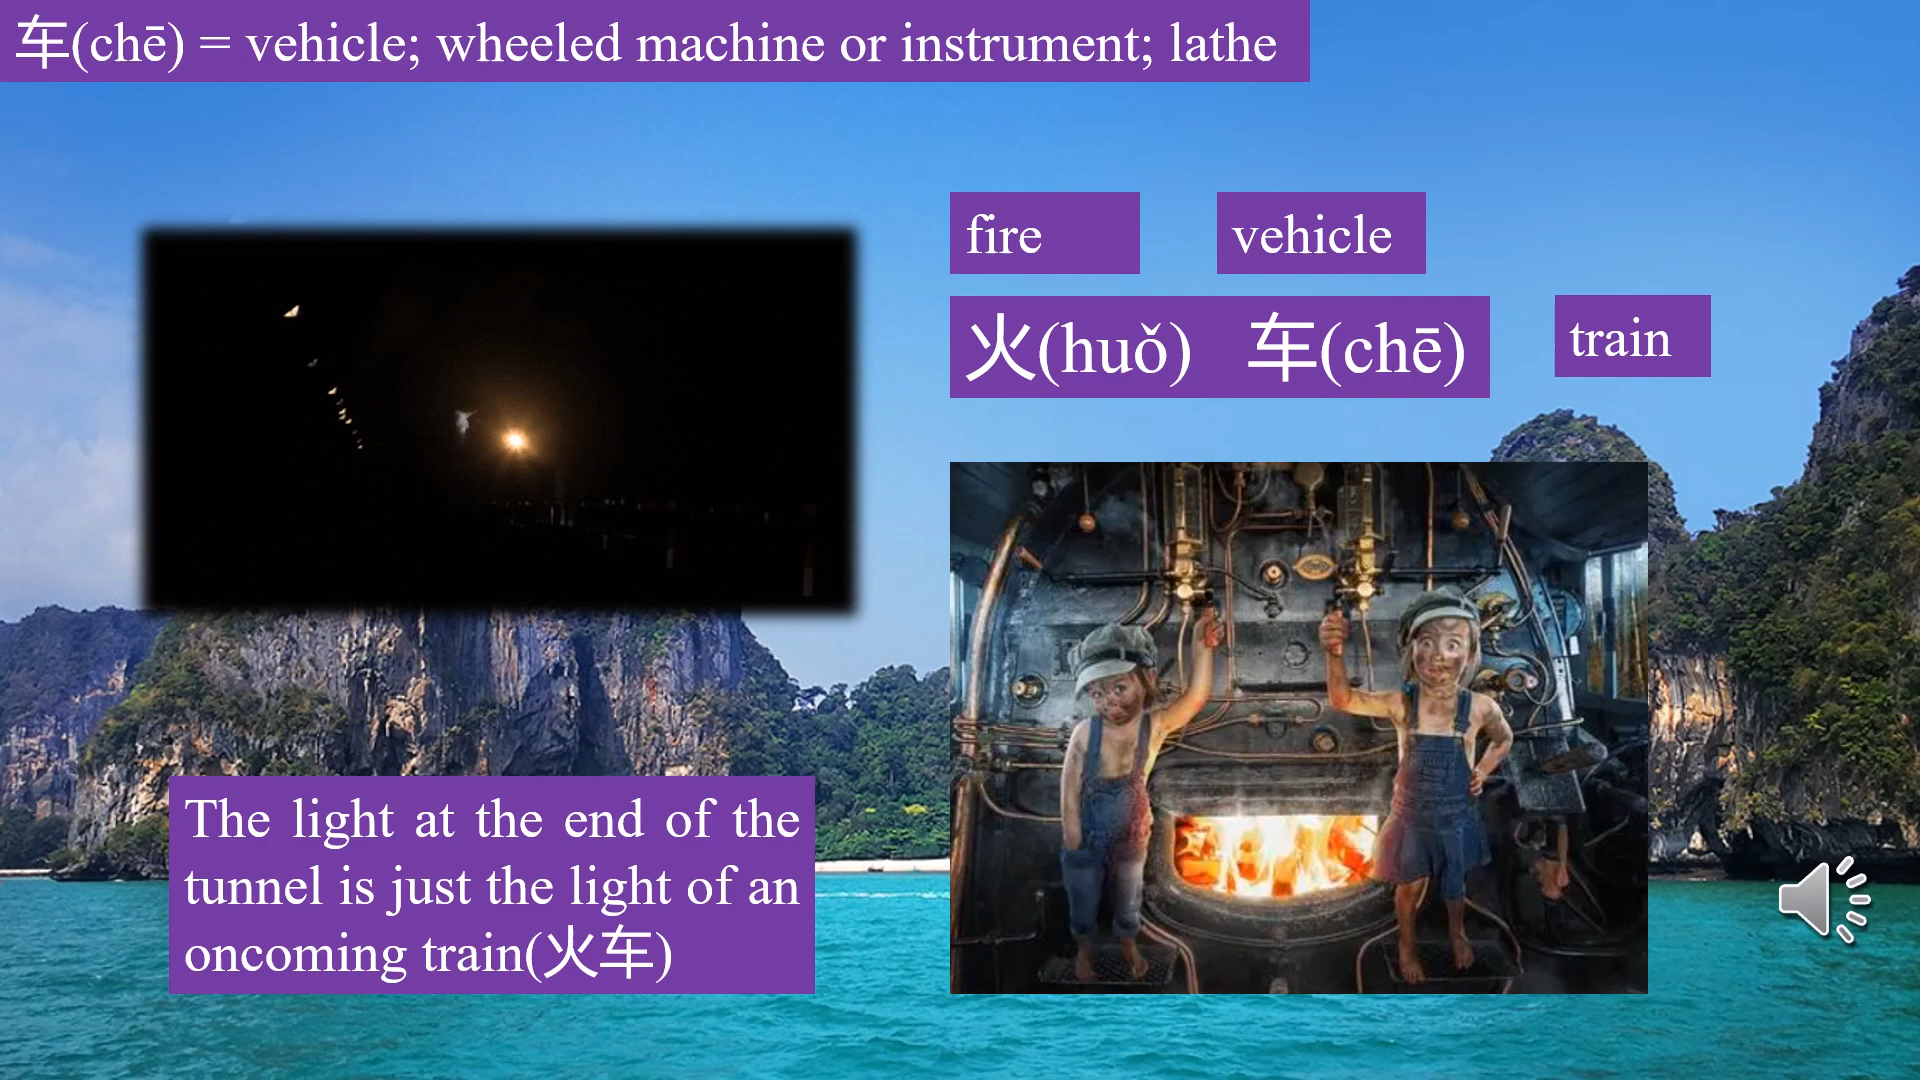 车(chē) = vehicle; wheeled machine or instrument; lathe
fire
vehicle
火(huǒ) 车(chē)
train
The light at the end of the
tunnel is just the light of an
oncoming train(火车)